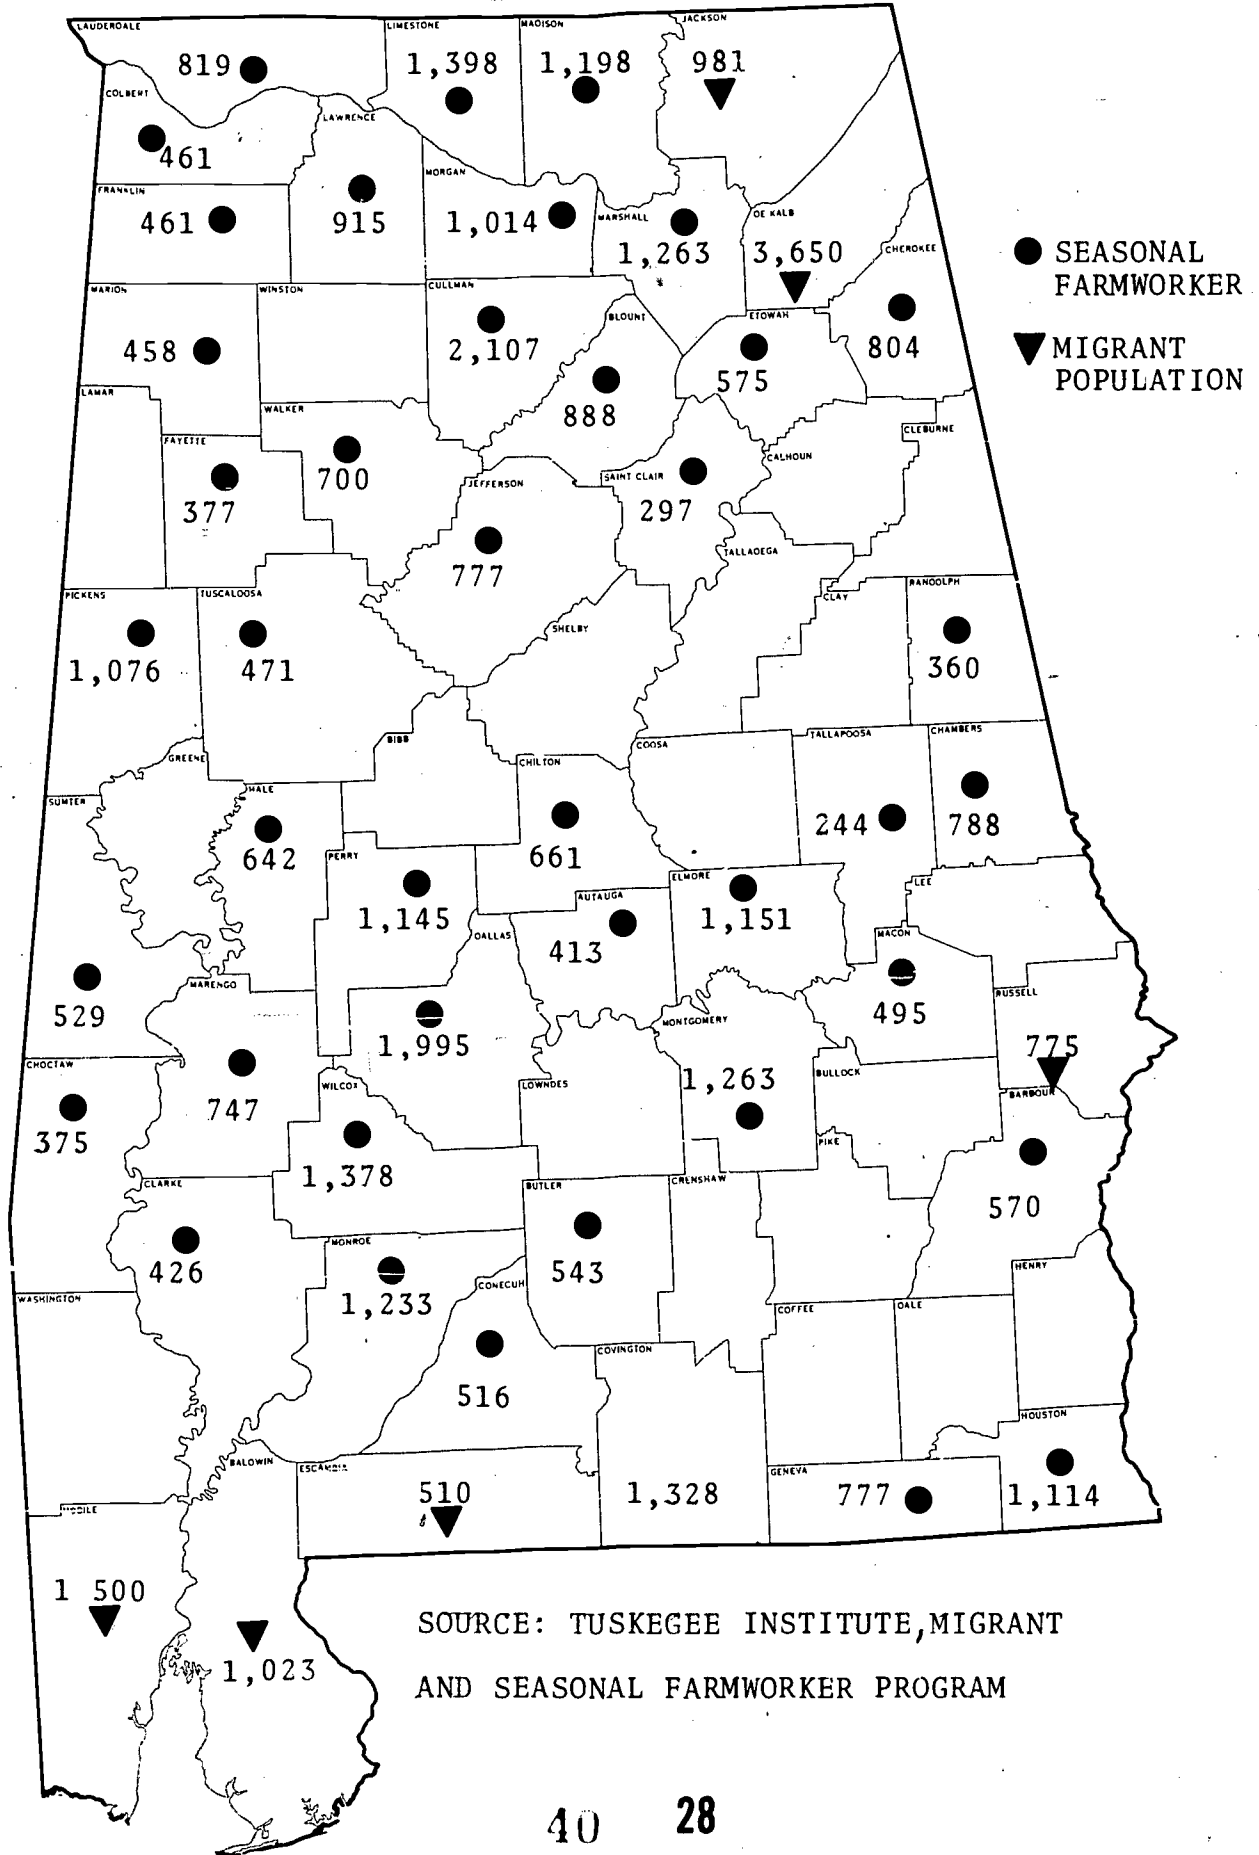 LAUDERDALE
LIMESTONE
MADISON
JACKSON
819
1,398
1,198
981
COLBERT
LAWRENCE
461
MORGAN
FRANKLIN
461
915
1,014
MARSHALL
1,263
DE KALB
3,650
CHEROKEE
SEASONAL
FARMWORKER
MARION
WINSTON
CULLMAN
BLOUNT
ETOWAH
458
2,107
575
804
MIGRANT
POPULATION
LAMAR
WALKER
888
FAYETTE
CLEBURNE
CALHOUN
700
JEFFERSON
SAINT CLAIR
377
297
777
TALLADEGA
PICKENS
TUSCALOOSA
CLAY
RANDOLPH
SHELBY
1,076
471
360
BIBB
COOSA
TALLAPOOSA
CHAMBERS
GREENE
CHILTON
SUMTER
HALE
244
788
642
PERRY
661
ELMORE
LEE
AUTAUGA
1,145
1,151
DALLAS
413
MACON
MARENGO
RUSSELL
529
495
MONTGOMERY
1,995
775
CHOCTAW
WILCOX
LOWNDES
1,263
BULLOCK
BARBOUR
747
375
PIKE
1,378
CLARKE
BUTLER
CRENSHAW
570
MONROE
426
543
HENRY
CONECUH
WASHINGTON
1,233
COFFEE
DALE
COVINGTON
516
HOUSTON
BALOWIN
ESCAMBIA
GENEVA
510
1,328
777
1,114
MOBILE
1 500
1,023
SOURCE: TUSKEGEE INSTITUTE,MIGRANT
AND SEASONAL FARMWORKER PROGRAM
40 28